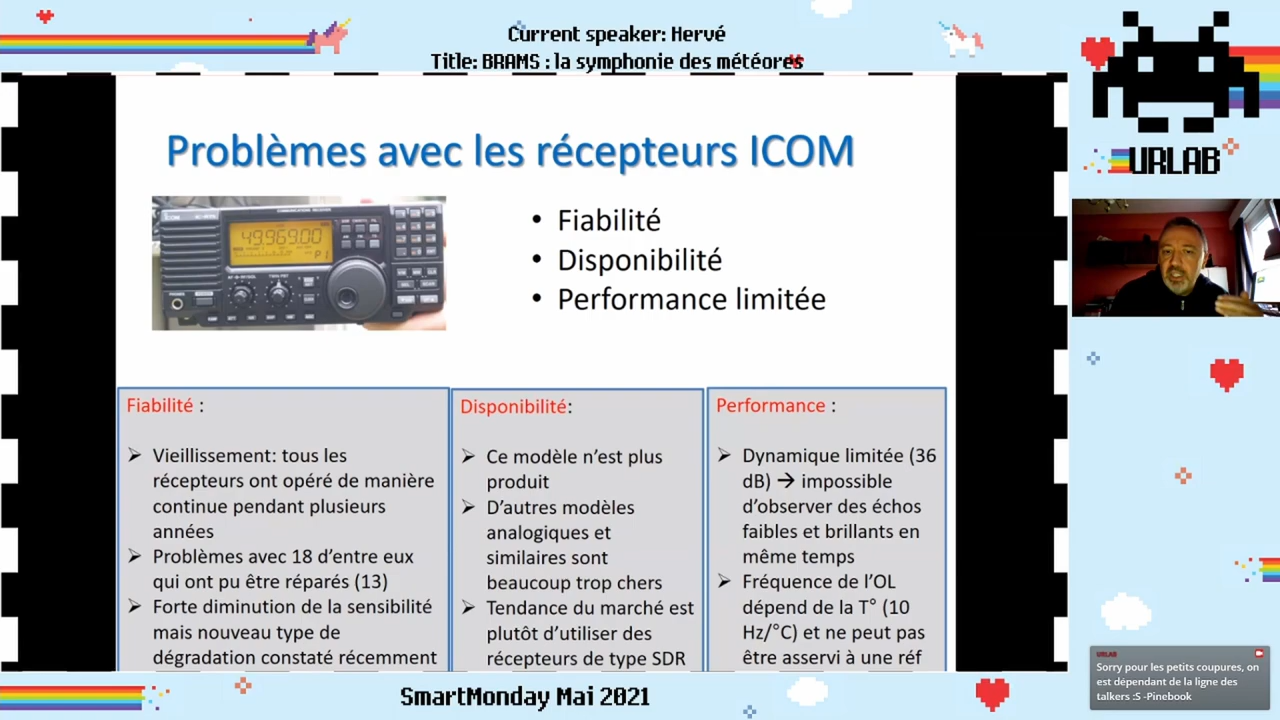 Current speaker: Hervé
Title: BRAMS : la symphonie des météores
URLAB
Problèmes avec les récepteurs ICOM
ICOM
COMMUNICATIONS RECEIVER
49.969.00
P1
• Fiabilité
• Disponibilité
• Performance limitée
Fiabilité :
➢ Vieillissement: tous les
récepteurs ont opéré de manière
continue pendant plusieurs
années
➢ Problèmes avec 18 d’entre eux
qui ont pu être réparés (13)
➢ Forte diminution de la sensibilité
mais nouveau type de
dégradation constaté récemment
Disponibilité:
➢ Ce modèle n’est plus
produit
➢ D’autres modèles
analogiques et
similaires sont
beaucoup trop chers
➢ Tendance du marché est
plutôt d’utiliser des
récepteurs de type SDR
Performance :
➢ Dynamique limitée (36
dB) → impossible
d’observer des échos
faibles et brillants en
même temps
➢ Fréquence de l’OL
dépend de la T° (10
Hz/°C) et ne peut pas
être asservi à une réf
URLAB
Sorry pour les petits coupures, on
est dépendant de la ligne des
talkers :S -Pinebook
SmartMonday Mai 2021